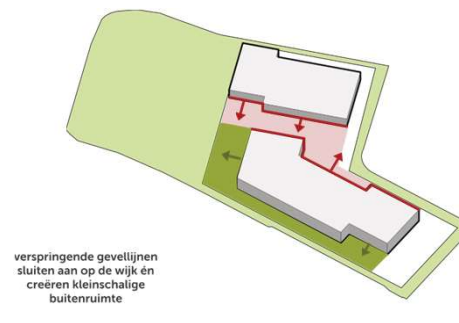 verspringende gevellijnen
sluiten aan op de wijk én
creëren kleinschalige
buitenruimte